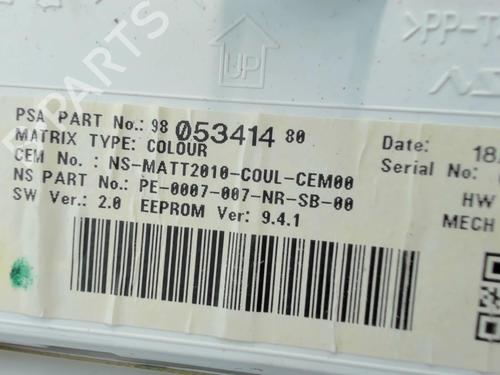 UP
PP-T
PSA PART No.: 98 053414 80
MATRIX TYPE: COLOUR
CEM No. : NS-MATT2010-COUL-CEM00
NS PART No.: PE-0007-007-NR-SB-00
SW Ver.: 2.0 EEPROM Ver: 9.4.1
Date: 18.
Serial No:
HW
MECH